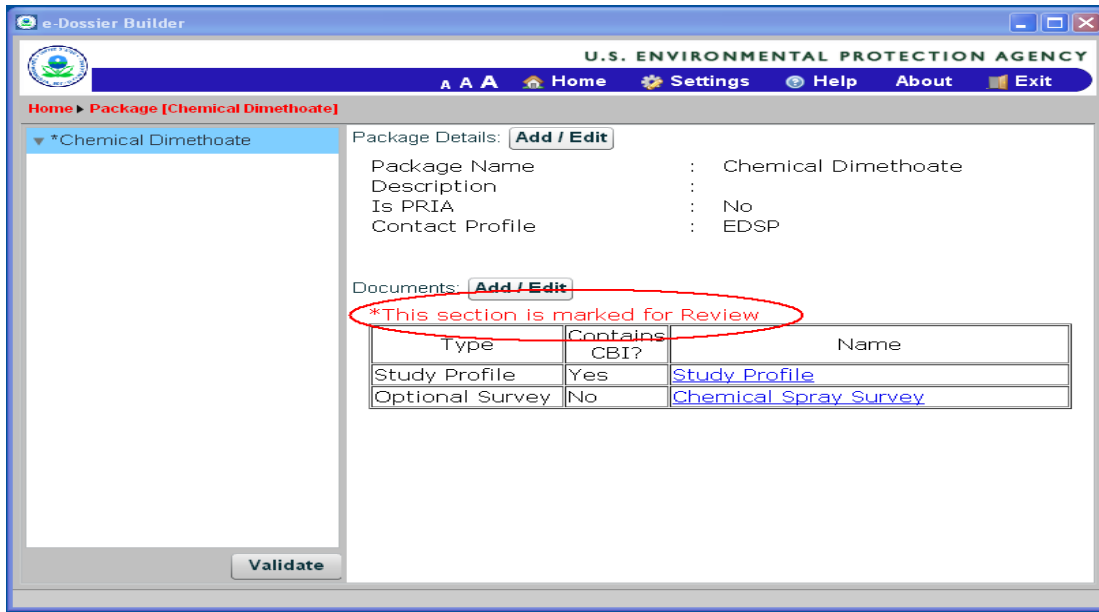 e-Dossier Builder
U.S. ENVIRONMENTAL PROTECTION AGENCY
A A A Home Settings Help About Exit
Home Package [Chemical Dimethoate]
*Chemical Dimethoate
Package Details: Add / Edit
Package Name : Chemical Dimethoate
Description :
Is PRIA : No
Contact Profile : EDSP
Documents: Add / Edit
*This section is marked for Review
Type Contains CBI? Name
Study Profile Yes Study Profile
Optional Survey No Chemical Spray Survey
Validate